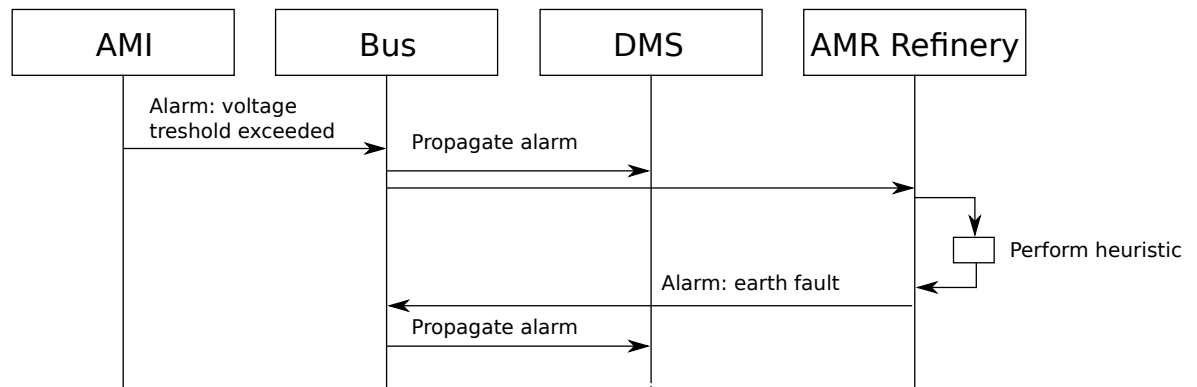 AMI
Bus
DMS
AMR Refinery
Alarm: voltage
treshold exceeded
Propagate alarm
Perform heuristic
Alarm: earth fault
Propagate alarm